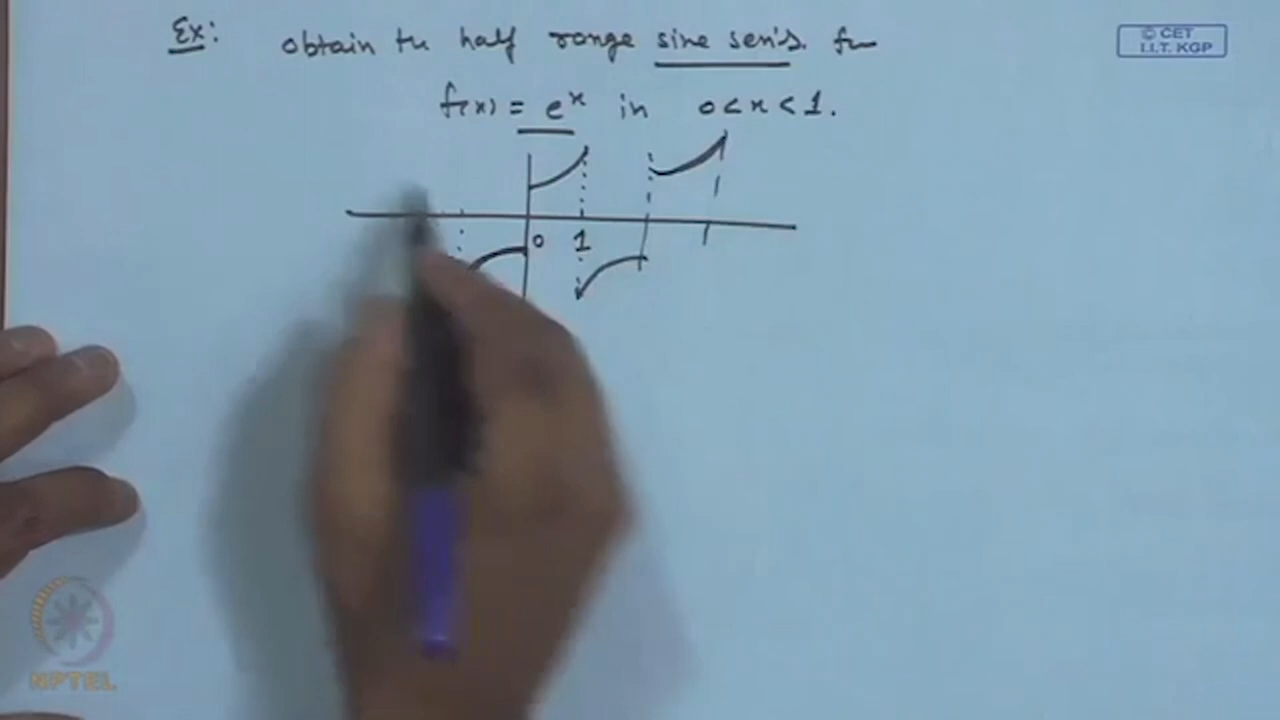 Ex: obtain the half range sine series for
© CET
I.I.T. KGP
f(x) = e^x in 0 < x < 1.
0 1
NPTEL